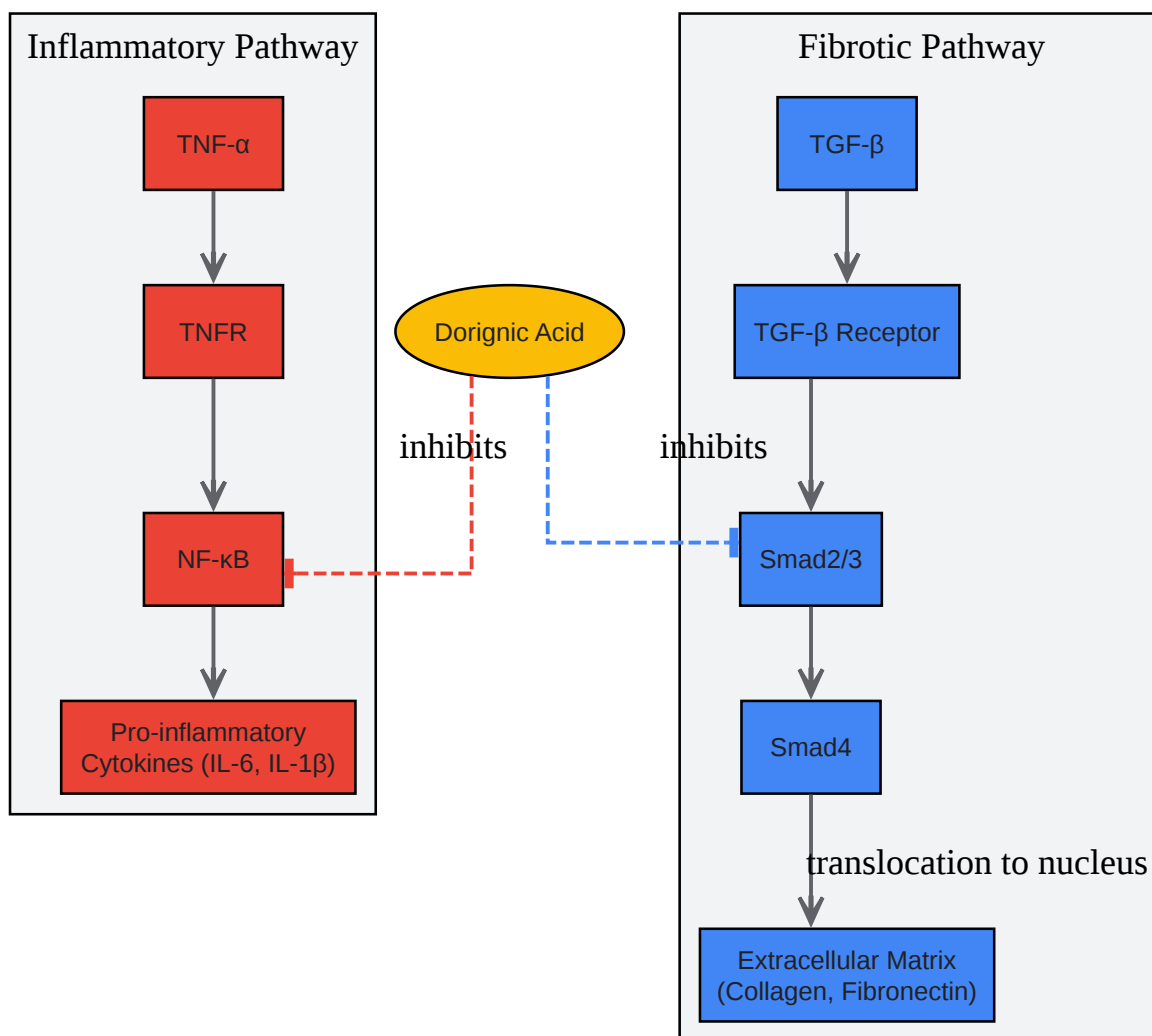 Inflammatory Pathway
TNF-α
TNFR
NF-κB
Pro-inflammatory
Cytokines (IL-6, IL-1β)
Dorignic Acid
inhibits
inhibits
Fibrotic Pathway
TGF-β
TGF-β Receptor
Smad2/3
Smad4
translocation to nucleus
Extracellular Matrix
(Collagen, Fibronectin)